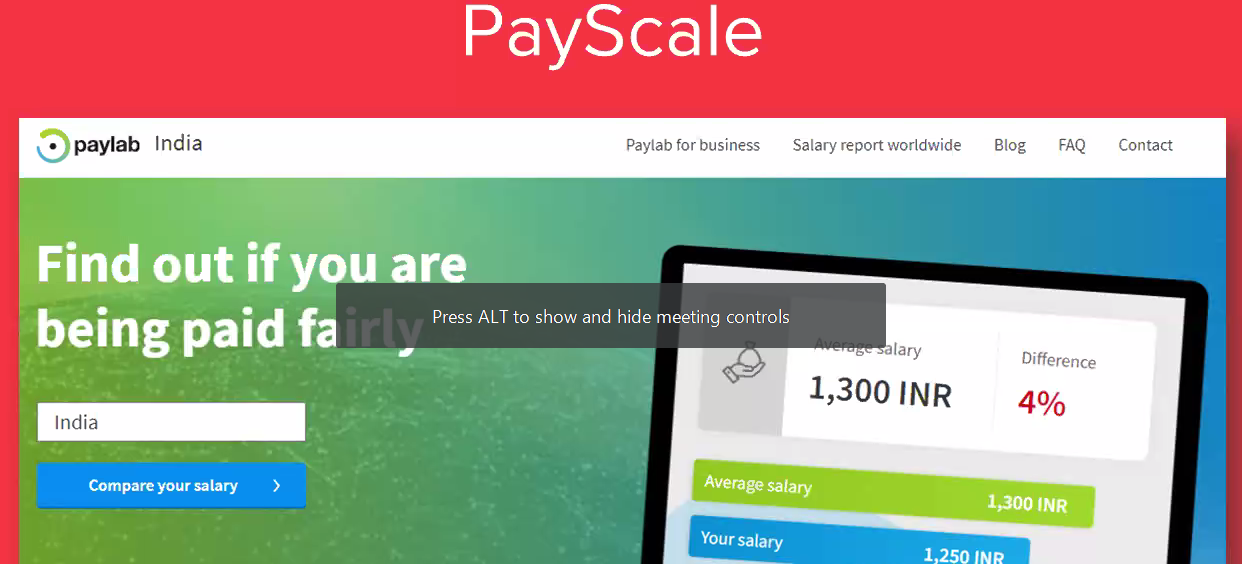 PayScale
paylab India
Paylab for business Salary report worldwide Blog FAQ Contact
Find out if you are
being paid fairly
Press ALT to show and hide meeting controls
India
Compare your salary
Average salary
1,300 INR
Difference
4%
Average salary 1,300 INR
Your salary 1,250 INR